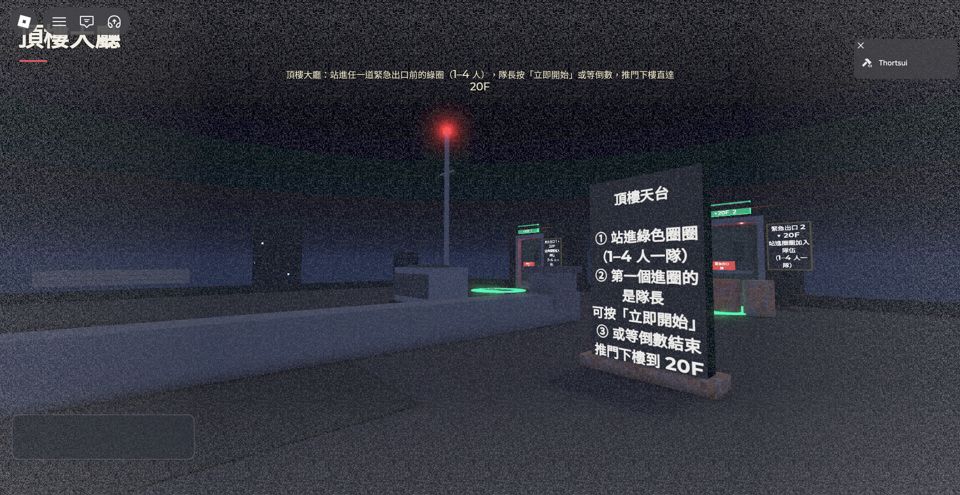 頂樓大廳
頂樓大廳：站進任一道緊急出口前的綠圈（1–4 人），隊長按「立即開始」或等倒數，推門下樓直達
20F
Thortsui
頂樓天台
① 站進綠色圈圈
（1–4 人一隊）
② 第一個進圈的
是隊長
可按「立即開始」
③ 或等倒數結束
推門下樓到 20F
20F 2
緊急出口 2
20F
站進圈圈加入
隊伍
（1–4 人一
隊）